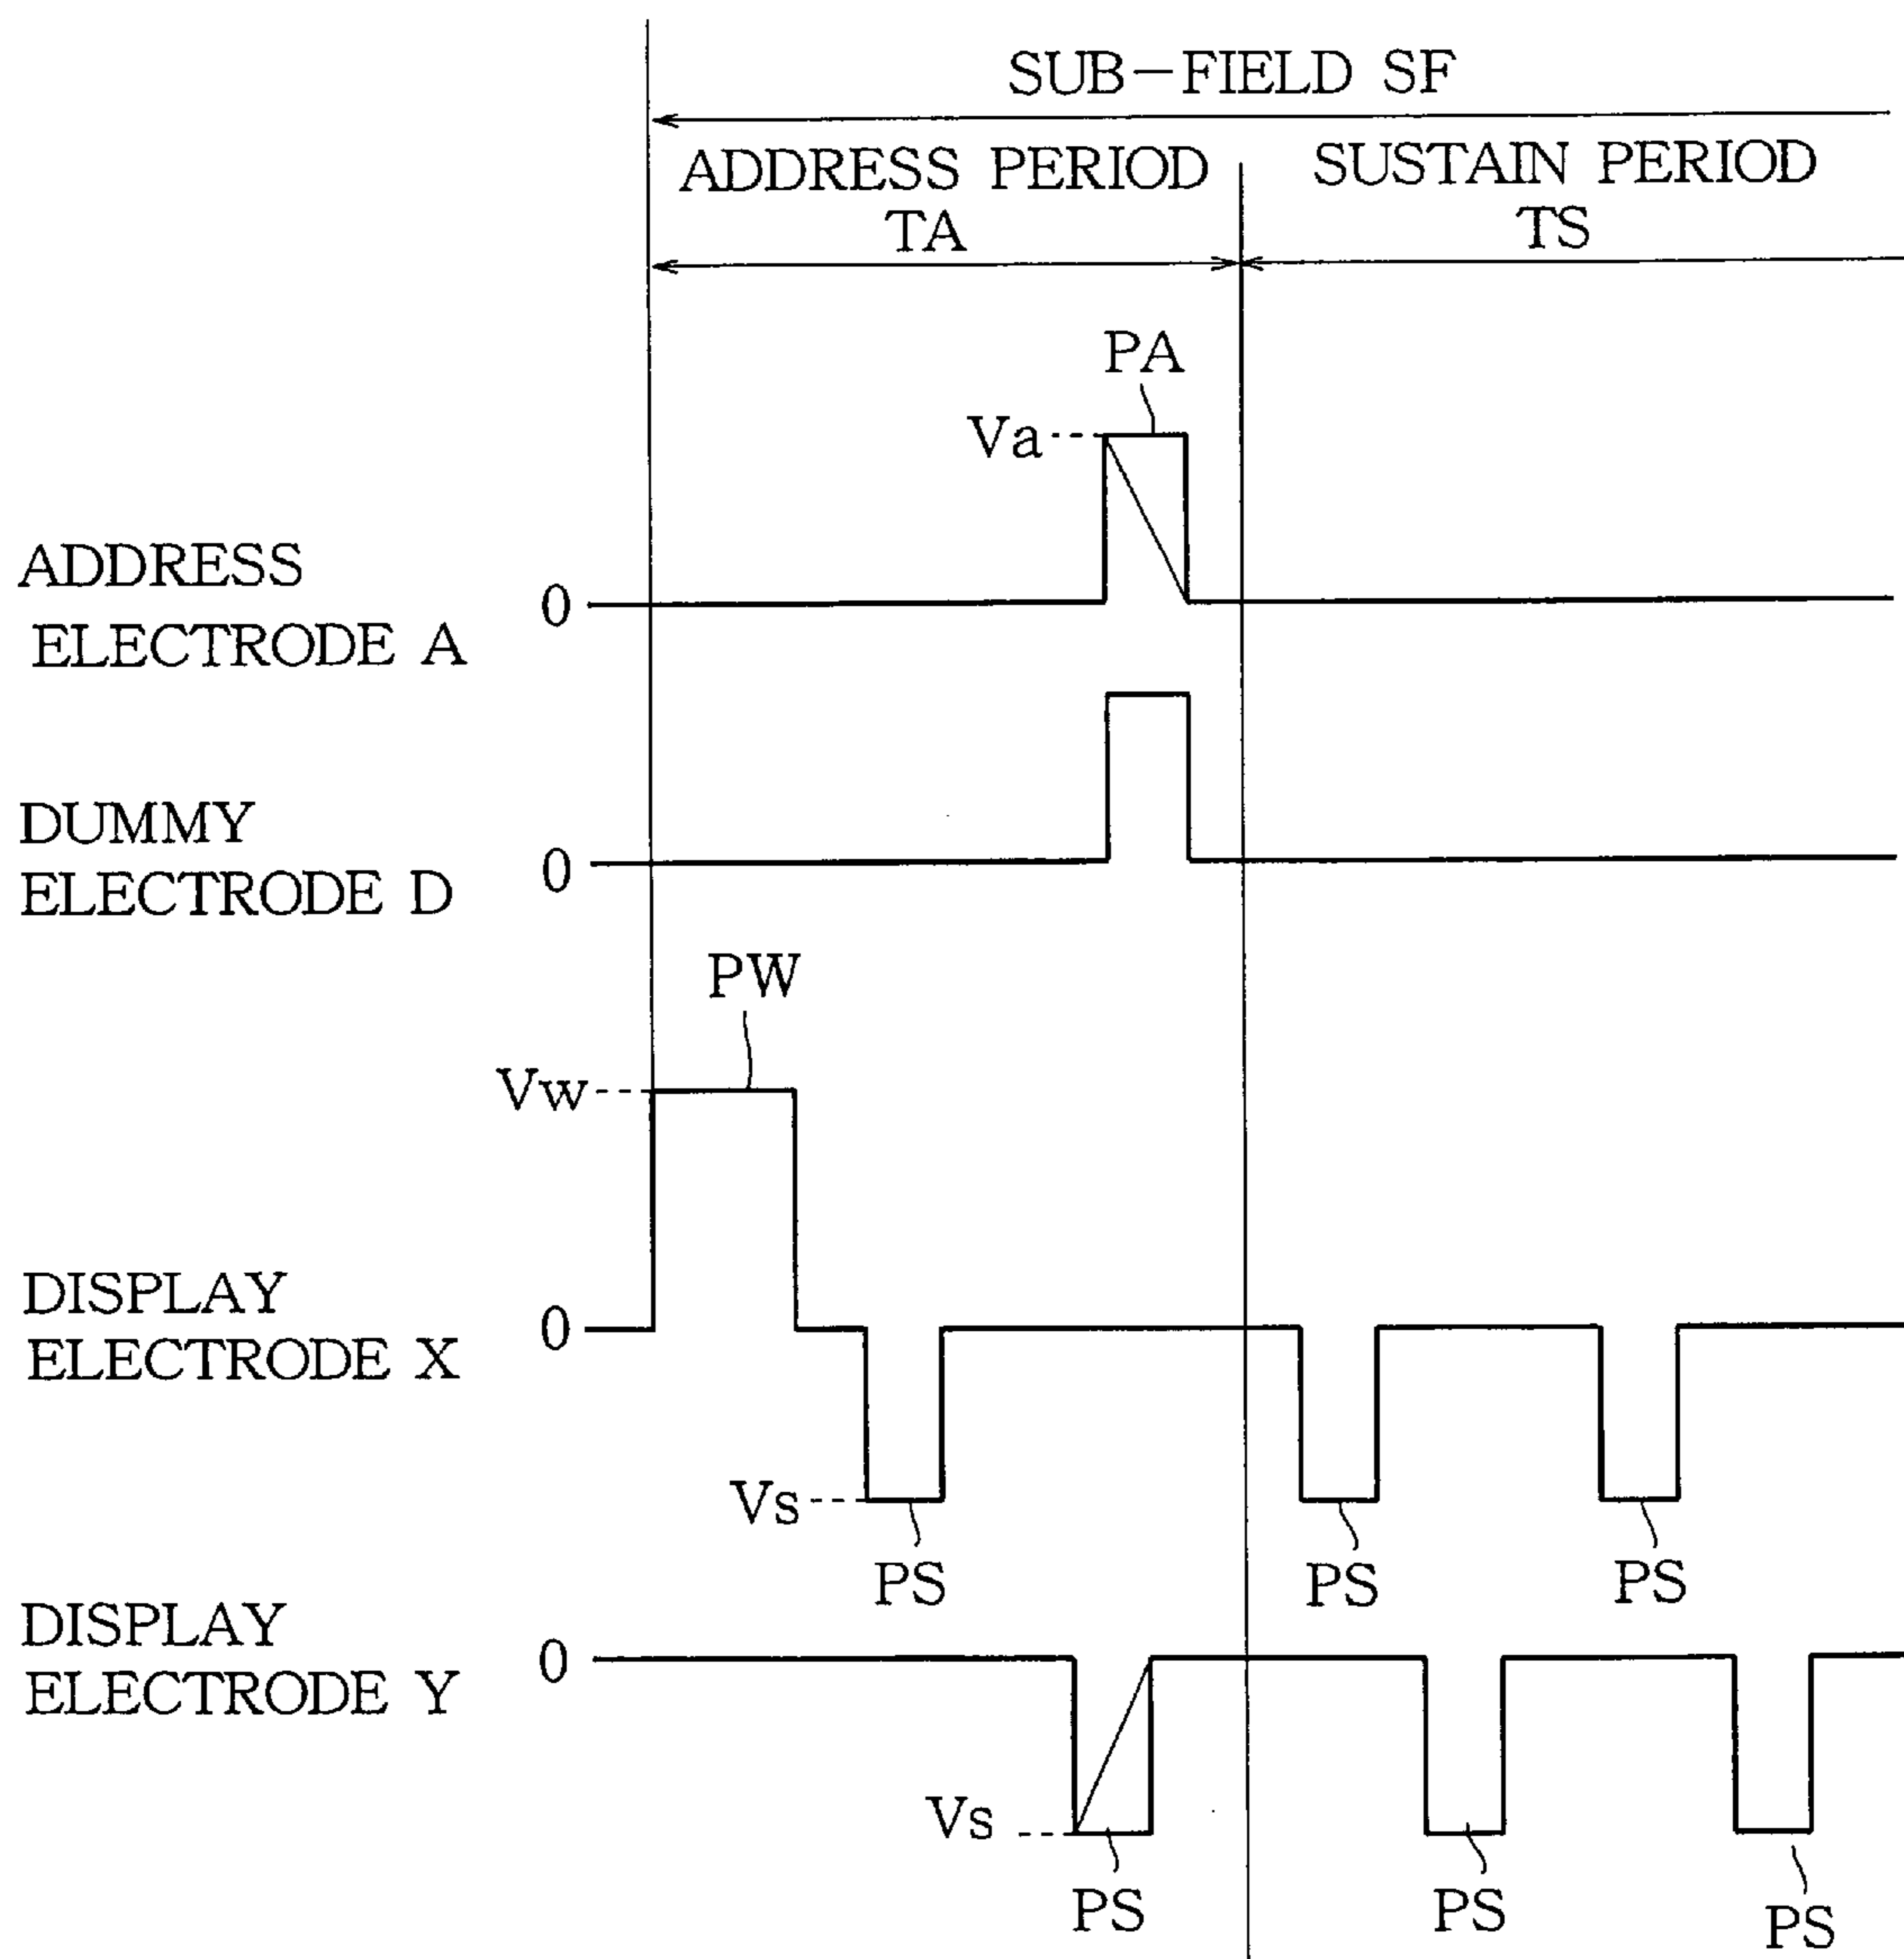 SUB-FIELD SF
ADDRESS PERIOD
TA
SUSTAIN PERIOD
TS
PA
Va
ADDRESS
ELECTRODE A
0
DUMMY
ELECTRODE D
0
PW
Vw
DISPLAY
ELECTRODE X
0
Vs
PS
PS
PS
DISPLAY
ELECTRODE Y
0
Vs
PS
PS
PS